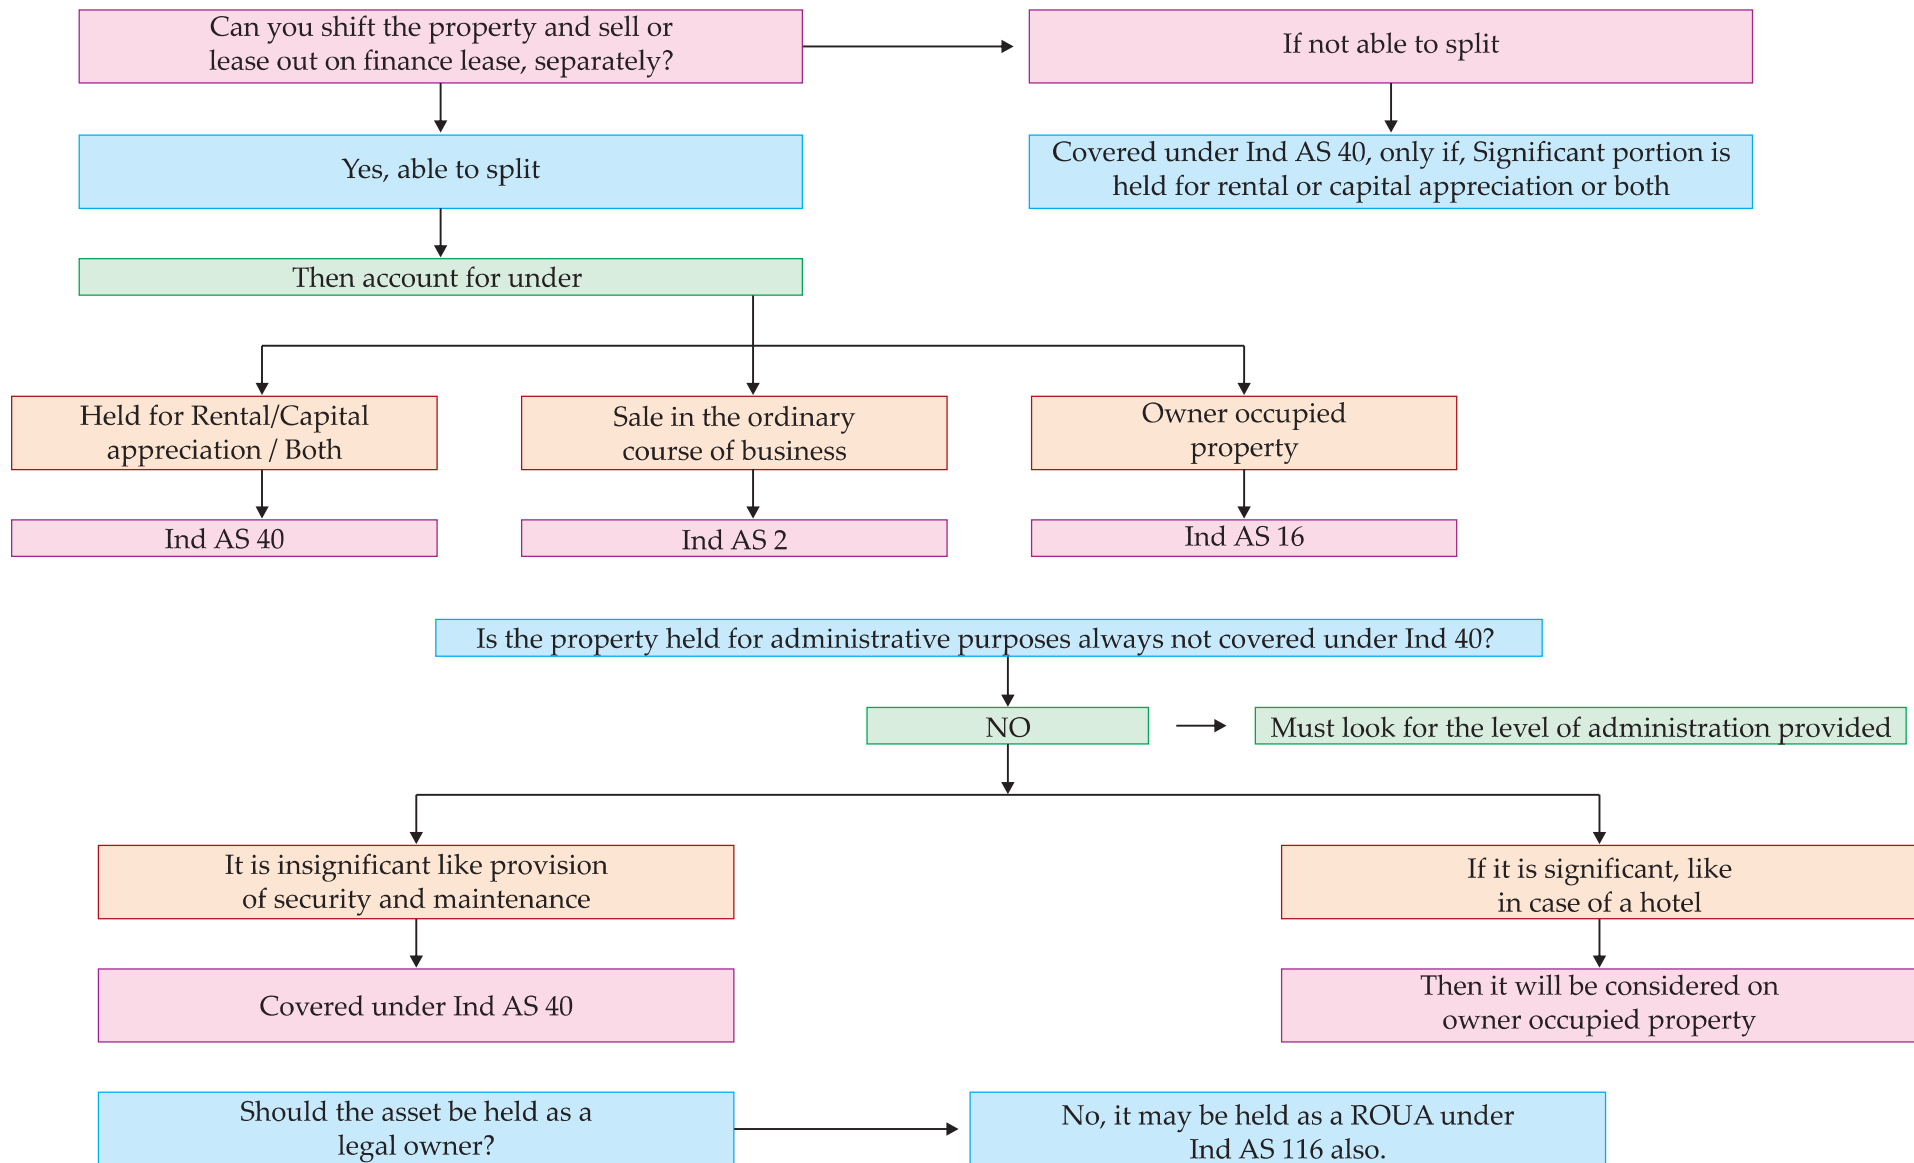 Can you shift the property and sell or
lease out on finance lease, separately?
If not able to split
Yes, able to split
Covered under Ind AS 40, only if, Significant portion is
held for rental or capital appreciation or both
Then account for under
Held for Rental/Capital
appreciation / Both
Sale in the ordinary
course of business
Owner occupied
property
Ind AS 40
Ind AS 2
Ind AS 16
Is the property held for administrative purposes always not covered under Ind 40?
NO
Must look for the level of administration provided
It is insignificant like provision
of security and maintenance
If it is significant, like
in case of a hotel
Covered under Ind AS 40
Then it will be considered on
owner occupied property
Should the asset be held as a
legal owner?
No, it may be held as a ROUA under
Ind AS 116 also.